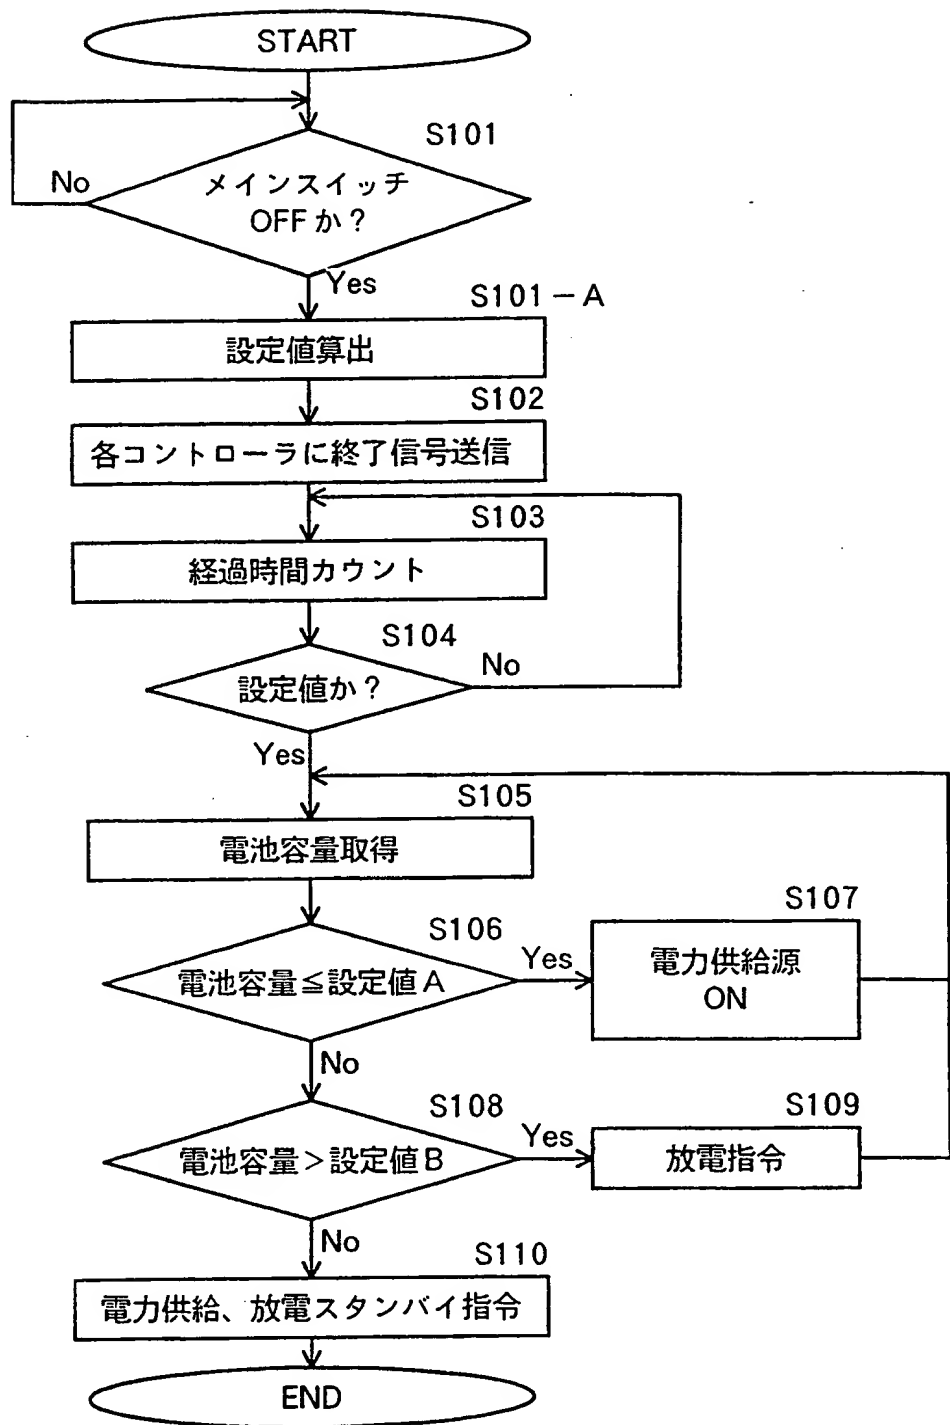 START
S101
No
メインスイッチ
OFFか？
Yes
S101－A
設定値算出
S102
各コントローラに終了信号送信
S103
経過時間カウント
S104
設定値か？
No
Yes
S105
電池容量取得
S106
電池容量≦設定値A
Yes
S107
電力供給源
ON
No
S108
電池容量＞設定値B
Yes
S109
放電指令
No
S110
電力供給、放電スタンバイ指令
END